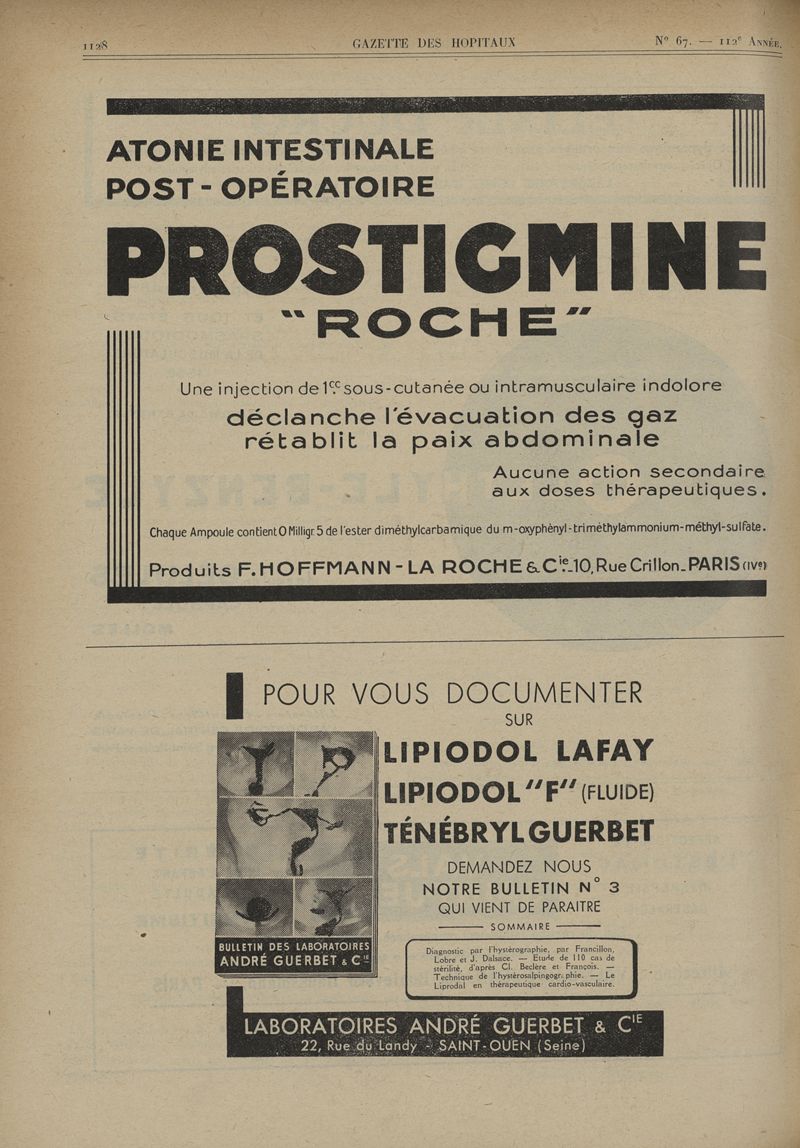 1128
GAZETTE DES HOPITAUX
N° 67. — 112e ANNÉE.
ATONIE INTESTINALE
POST - OPÉRATOIRE
PROSTIGMINE
"ROCHE"
Une injection de 1cc. sous-cutanée ou intramusculaire indolore
déclanche l'évacuation des gaz
rétablit la paix abdominale
Aucune action secondaire
aux doses thérapeutiques.
Chaque Ampoule contient 0 Milligr 5 de l'ester diméthylcarbamique du m-oxyphènyl-triméthylammonium-méthyl-sulfate.
Produits F. HOFFMANN - LA ROCHE & Cie. _10, Rue Crillon_ PARIS (IVe)
POUR VOUS DOCUMENTER
SUR
LIPIODOL LAFAY
LIPIODOL "F" (FLUIDE)
TÉNÉBRYL GUERBET
DEMANDEZ NOUS
NOTRE BULLETIN N° 3
QUI VIENT DE PARAITRE
SOMMAIRE
Diagnostic par l'hystérographie, par Francillon,
Lobre et J. Dalsace. — Etude de 110 cas de
stérilité, d'après Cl. Beclère et François. —
Technique de l'hystérosalpingographie. — Le
Lipiodol en thérapeutique cardio-vasculaire.
BULLETIN DES LABORATOIRES
ANDRÉ GUERBET & CIE
LABORATOIRES ANDRÉ GUERBET & CIE
22, Rue du Landy - SAINT-OUEN (Seine)